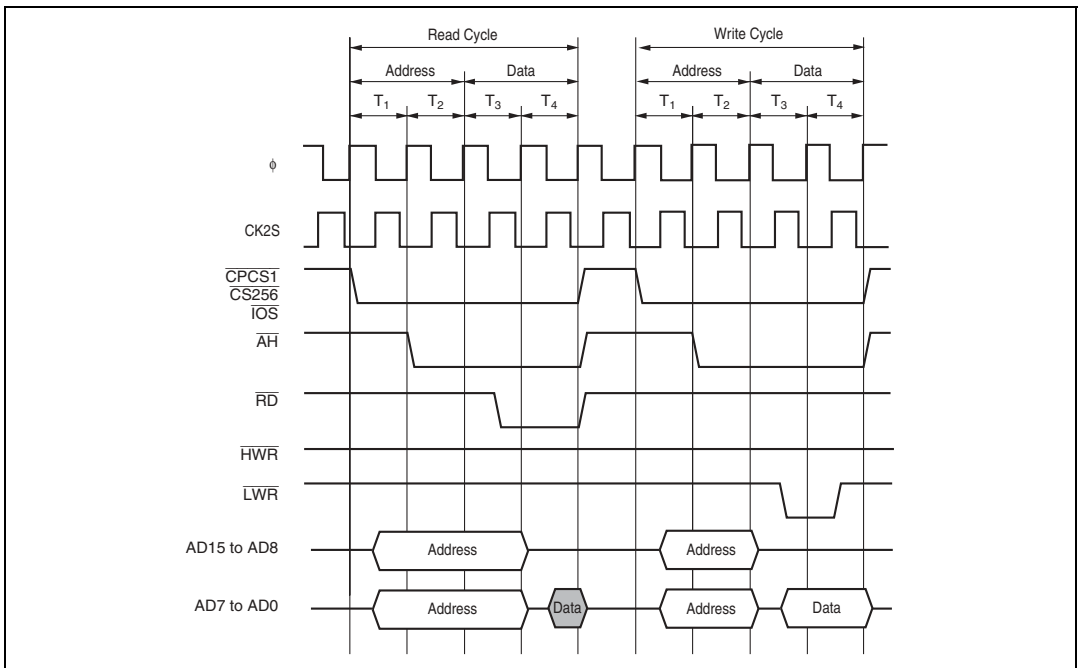 Read Cycle Write Cycle
Address Data Address Data
T1 T2 T3 T4 T1 T2 T3 T4
ϕ
CK2S
CPCS1
CS256
IOS
AH
RD
HWR
LWR
AD15 to AD8 Address Address
AD7 to AD0 Address Data Address Data